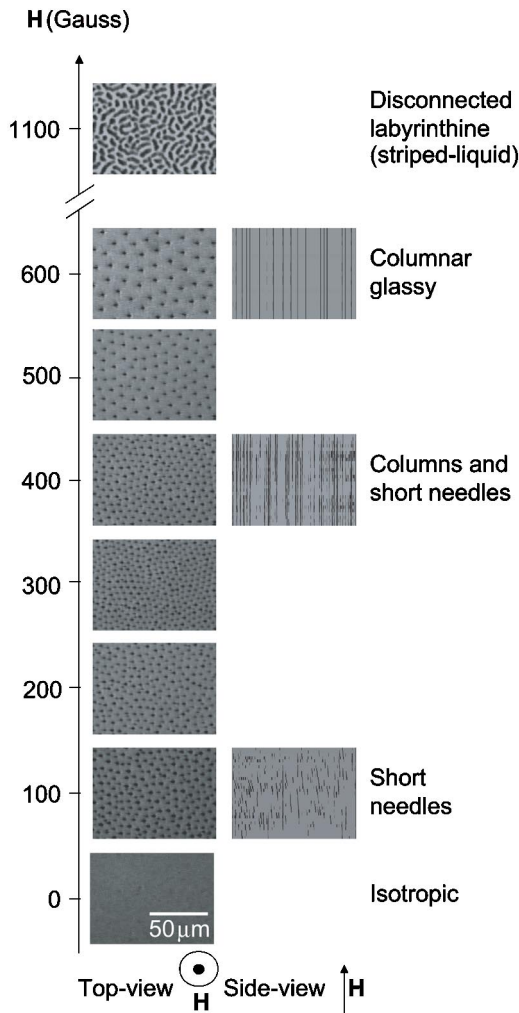 H (Gauss)
1100
Disconnected
labyrinthine
(striped-liquid)
600
Columnar
glassy
500
400
Columns and
short needles
300
200
100
Short
needles
0
50 μm
Isotropic
Top-view
H
Side-view
H